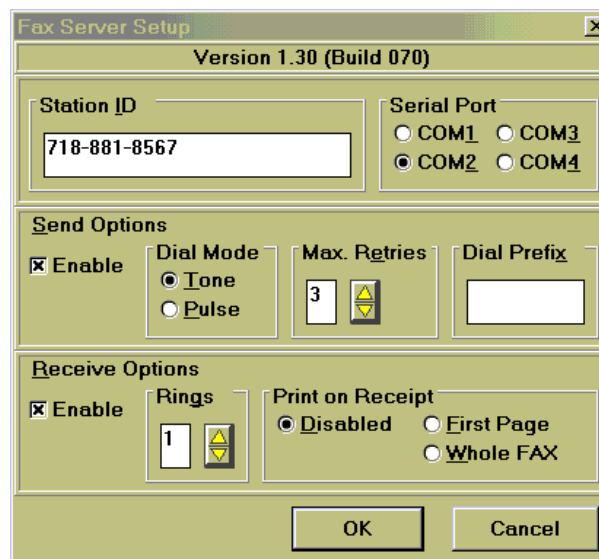 Fax Server Setup
Version 1.30 (Build 070)
Station ID
718-881-8567
Serial Port
COM1 COM3
COM2 COM4
Send Options
Enable
Dial Mode
Tone
Pulse
Max. Retries
3
Dial Prefix
Receive Options
Enable
Rings
1
Print on Receipt
Disabled First Page
Whole FAX
OK Cancel